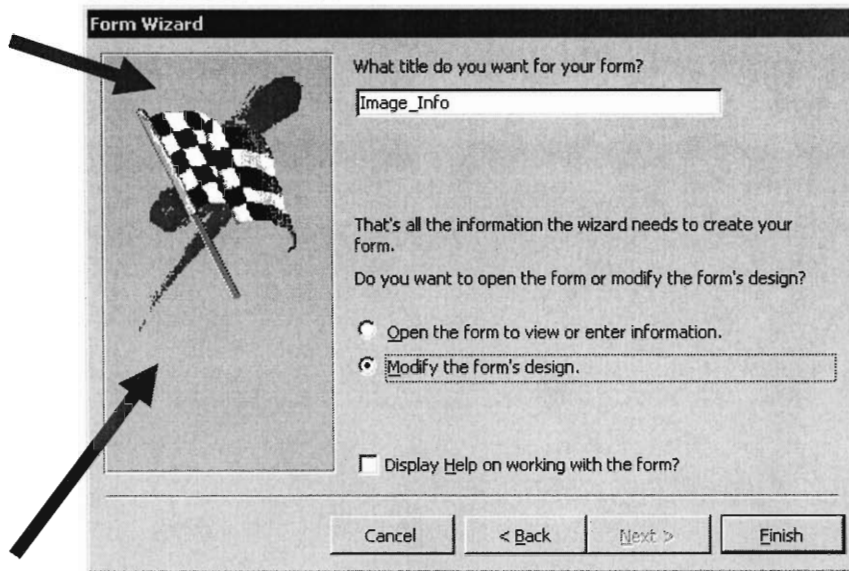 Form Wizard
What title do you want for your form?
Image_Info
That's all the information the wizard needs to create your
form.
Do you want to open the form or modify the form's design?
Open the form to view or enter information.
Modify the form's design.
Display Help on working with the form?
Cancel
< Back
Next >
Finish